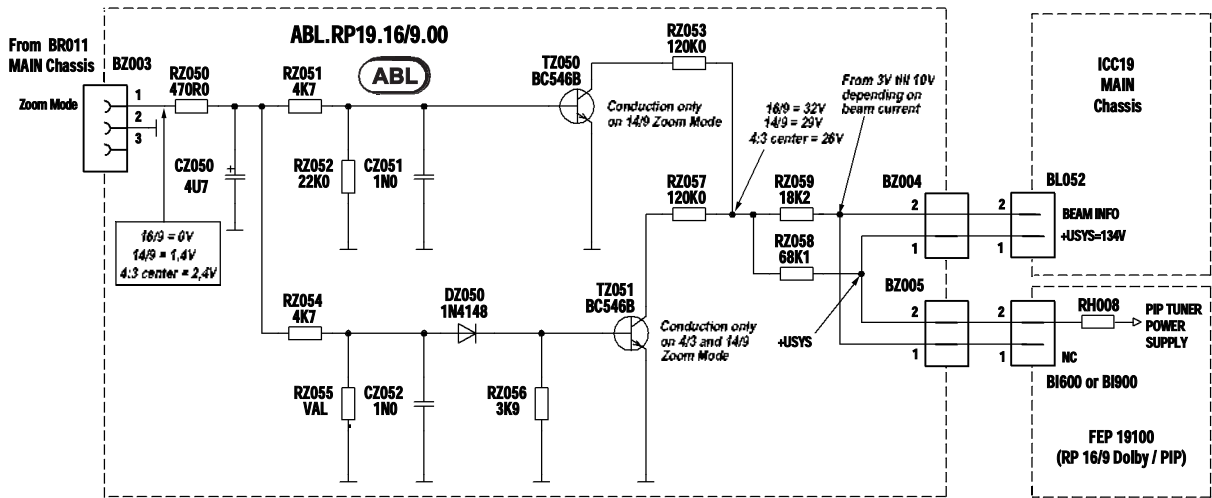 ABL.RP19.16/9.00
From BR011
MAIN Chassis
BZ003
Zoom Mode
1
2
3
RZ050
470R0
RZ051
4K7
ABL
TZ050
BC546B
RZ053
120K0
Conduction only
on 14/9 Zoom Mode
16/9 = 32V
14/9 = 29V
4:3 center = 26V
From 3V till 10V
depending on
beam current
ICC19
MAIN
Chassis
CZ050
4U7
+
RZ052
22K0
CZ051
1N0
16/9 = 0V
14/9 = 1,4V
4:3 center = 2,4V
RZ057
120K0
RZ059
18K2
RZ058
68K1
BZ004
2
1
BL052
2
1
BEAM INFO
+USYS=134V
RZ054
4K7
DZ050
1N4148
TZ051
BC546B
Conduction only
on 4/3 and 14/9
Zoom Mode
+USYS
BZ005
2
1
2
1
RH008
PIP TUNER
POWER
SUPPLY
NC
BI600 or BI900
RZ055
VAL
CZ052
1N0
RZ056
3K9
FEP 19100
(RP 16/9 Dolby / PIP)